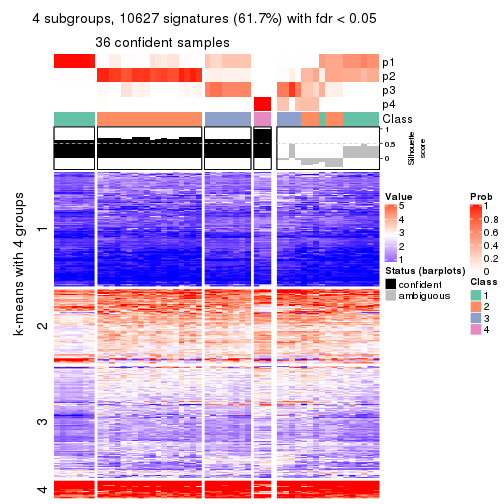 4 subgroups, 10627 signatures (61.7%) with fdr < 0.05
36 confident samples
p1
p2
p3
p4
Class
1
0.5
0
Silhouette
score
k-means with 4 groups
1
2
3
4
Value
5
4
3
2
1
Status (barplots)
confident
ambiguous
Prob
1
0.8
0.6
0.4
0.2
0
Class
1
2
3
4